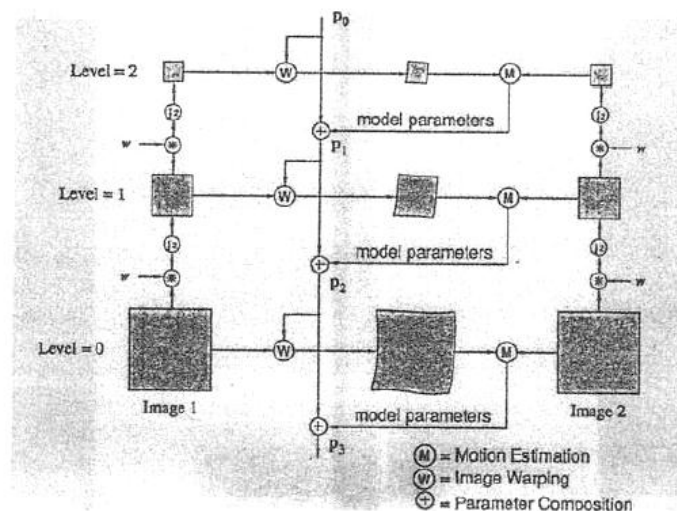 p0
Level = 2
W
M
↓2
↓2
model parameters
w
*
+
*
w
p1
Level = 1
W
M
↓2
model parameters
↓2
w
*
+
*
w
p2
Level = 0
W
M
Image 1
model parameters
Image 2
+
p3
M = Motion Estimation
W = Image Warping
+ = Parameter Composition